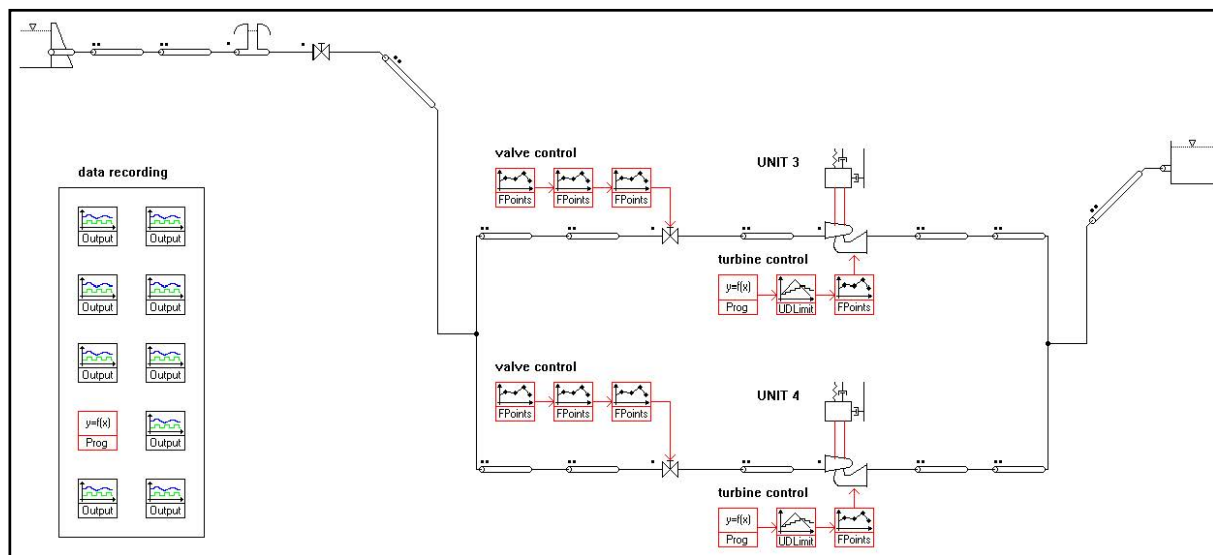 valve control
UNIT 3
FPoints FPoints FPoints
data recording
Output Output
turbine control
y=f(x)
Prog UDLimit FPoints
Output Output
Output Output
valve control
UNIT 4
FPoints FPoints FPoints
y=f(x)
Prog Output
turbine control
Output Output
y=f(x)
Prog UDLimit FPoints